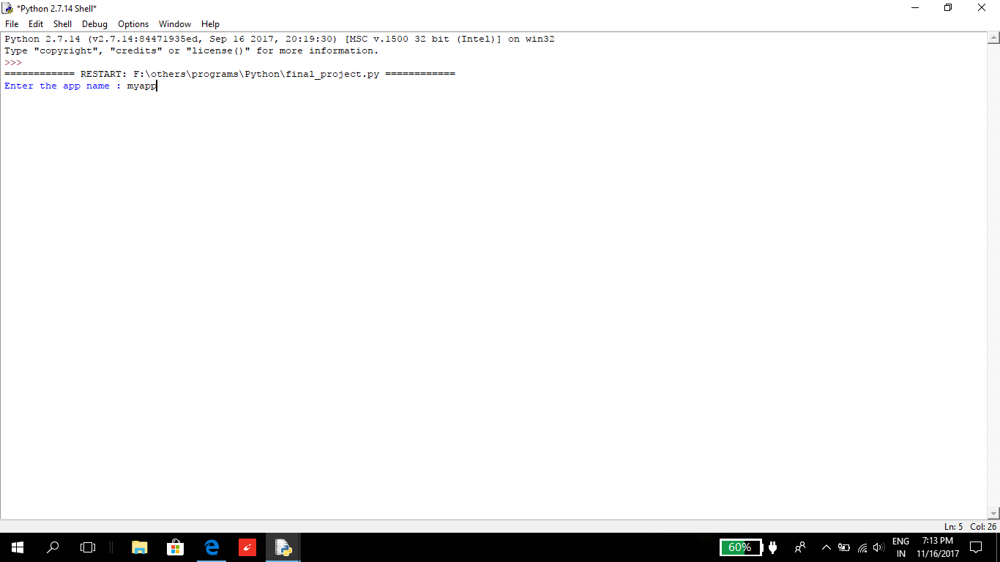 *Python 2.7.14 Shell*
File Edit Shell Debug Options Window Help
Python 2.7.14 (v2.7.14:84471935ed, Sep 16 2017, 20:19:30) [MSC v.1500 32 bit (Intel)] on win32
Type "copyright", "credits" or "license()" for more information.
>>>
============ RESTART: F:\others\programs\Python\final_project.py ============
Enter the app name : myapp
Ln: 5 Col: 26
60%
ENG
IN
7:13 PM
11/16/2017